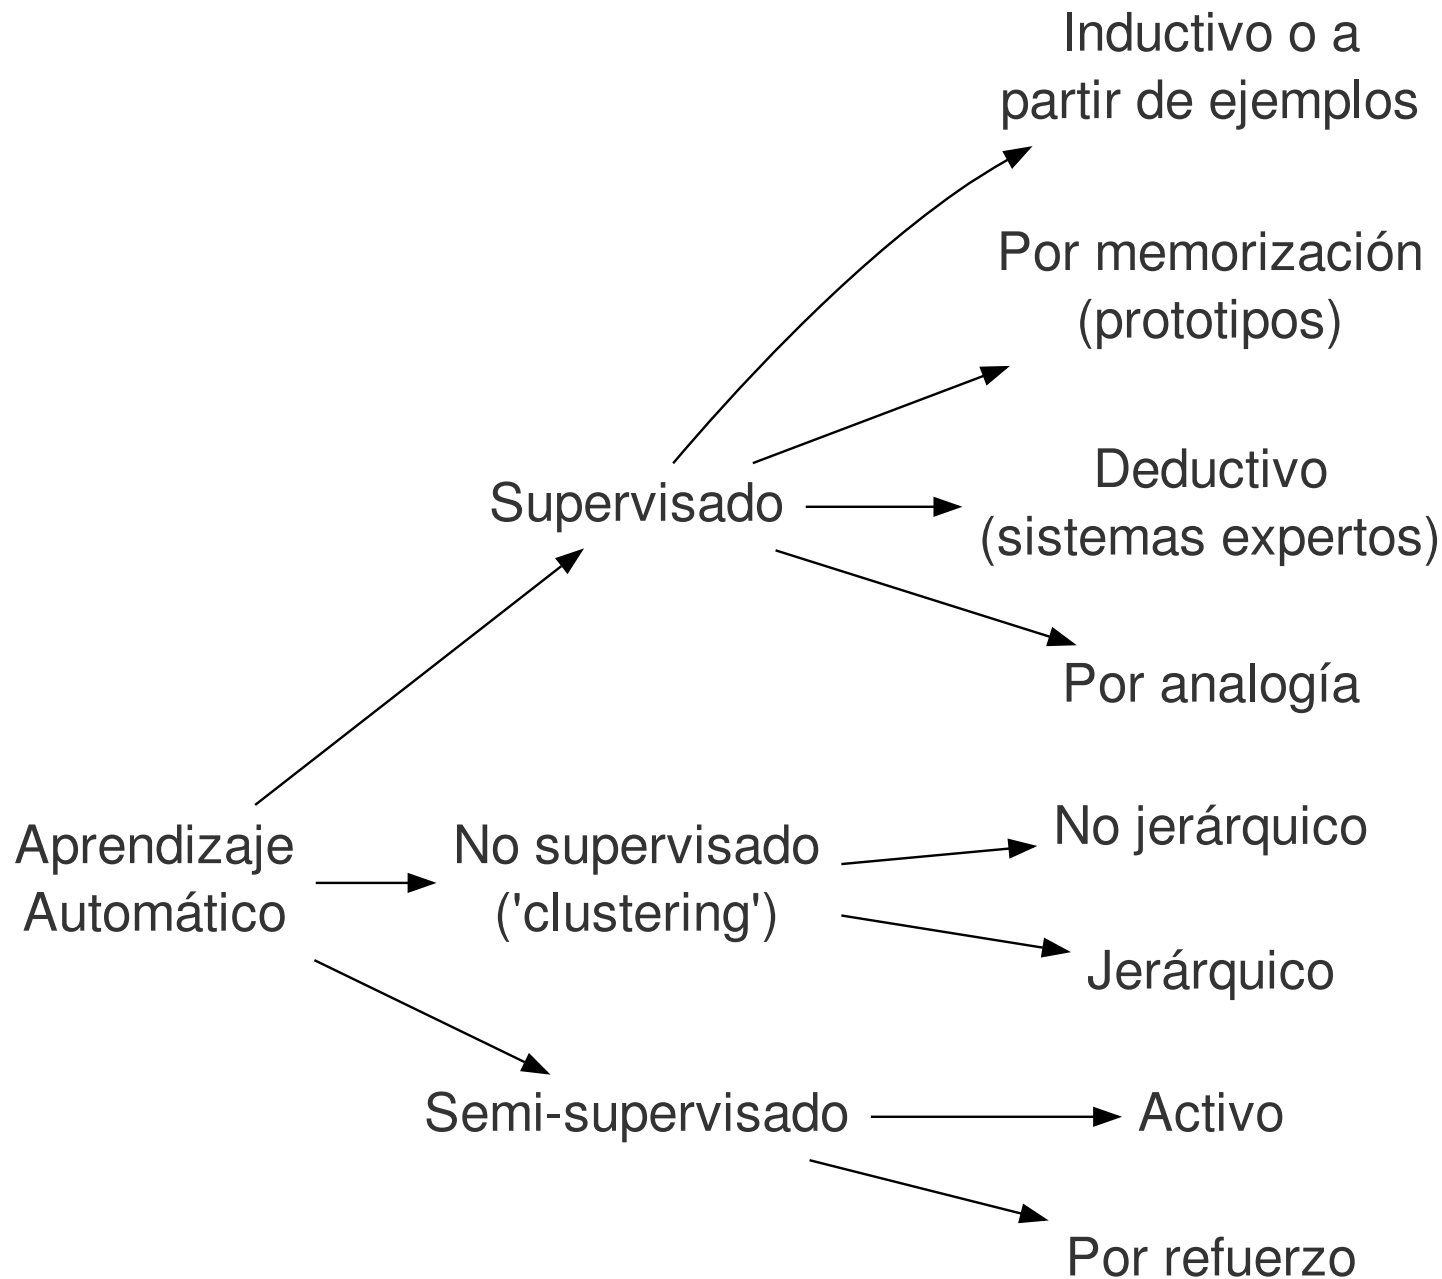 Inductivo o a
partir de ejemplos
Por memorización
(prototipos)
Deductivo
(sistemas expertos)
Supervisado
Por analogía
Aprendizaje
Automático
No supervisado
('clustering')
No jerárquico
Jerárquico
Semi-supervisado
Activo
Por refuerzo